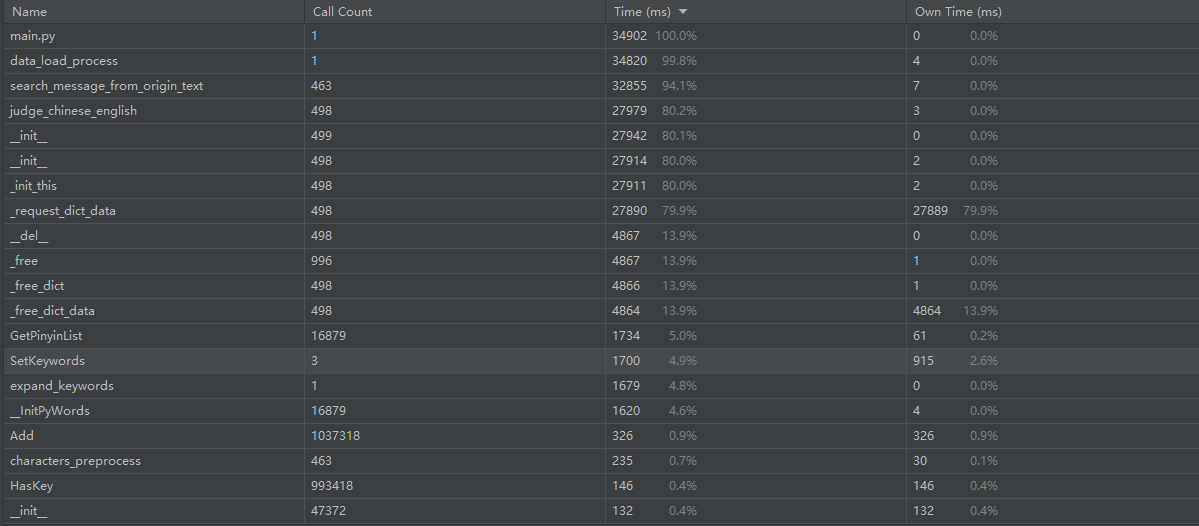 Name Call Count Time (ms) Own Time (ms)
main.py 1 34902 100.0% 0 0.0%
data_load_process 1 34820 99.8% 4 0.0%
search_message_from_origin_text 463 32855 94.1% 7 0.0%
judge_chinese_english 498 27979 80.2% 3 0.0%
__init__ 499 27942 80.1% 0 0.0%
__init__ 498 27914 80.0% 2 0.0%
_init_this 498 27911 80.0% 2 0.0%
_request_dict_data 498 27890 79.9% 27889 79.9%
__del__ 498 4867 13.9% 0 0.0%
_free 996 4867 13.9% 1 0.0%
_free_dict 498 4866 13.9% 1 0.0%
_free_dict_data 498 4864 13.9% 4864 13.9%
GetPinyinList 16879 1734 5.0% 61 0.2%
SetKeywords 3 1700 4.9% 915 2.6%
expand_keywords 1 1679 4.8% 0 0.0%
__InitPyWords 16879 1620 4.6% 4 0.0%
Add 1037318 326 0.9% 326 0.9%
characters_preprocess 463 235 0.7% 30 0.1%
HasKey 993418 146 0.4% 146 0.4%
__init__ 47372 132 0.4% 132 0.4%